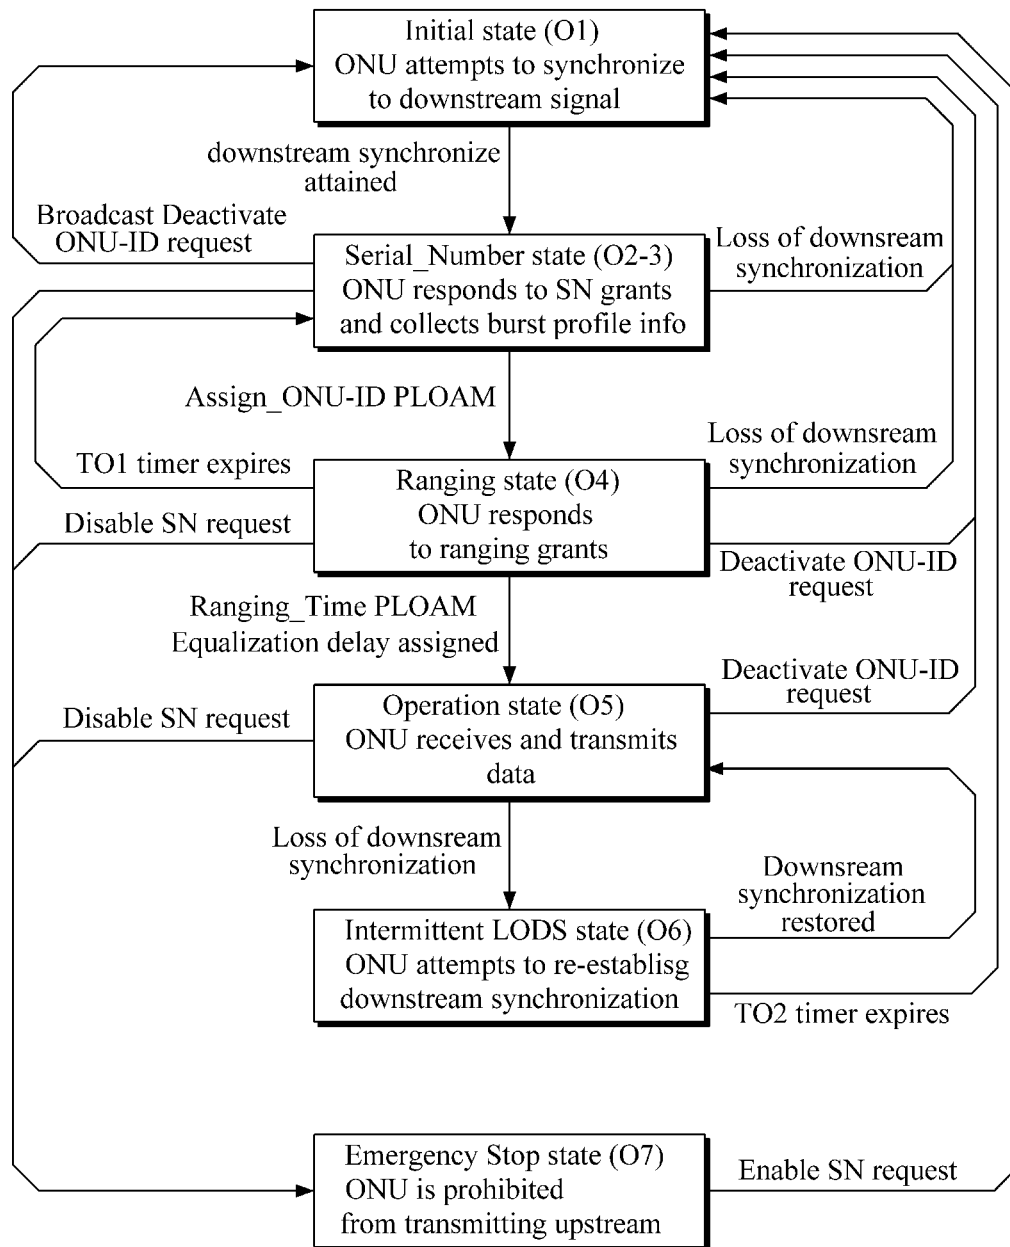 Initial state (O1)
ONU attempts to synchronize
to downstream signal
downstream synchronize
attained
Broadcast Deactivate
ONU-ID request
Serial_Number state (O2-3)
ONU responds to SN grants
and collects burst profile info
Loss of downsream
synchronization
Assign_ONU-ID PLOAM
TO1 timer expires
Loss of downsream
synchronization
Ranging state (O4)
ONU responds
to ranging grants
Disable SN request
Deactivate ONU-ID
request
Ranging_Time PLOAM
Equalization delay assigned
Deactivate ONU-ID
request
Operation state (O5)
ONU receives and transmits
data
Disable SN request
Loss of downsream
synchronization
Downsream
synchronization
restored
Intermittent LODS state (O6)
ONU attempts to re-establisg
downstream synchronization
TO2 timer expires
Emergency Stop state (O7)
ONU is prohibited
from transmitting upstream
Enable SN request